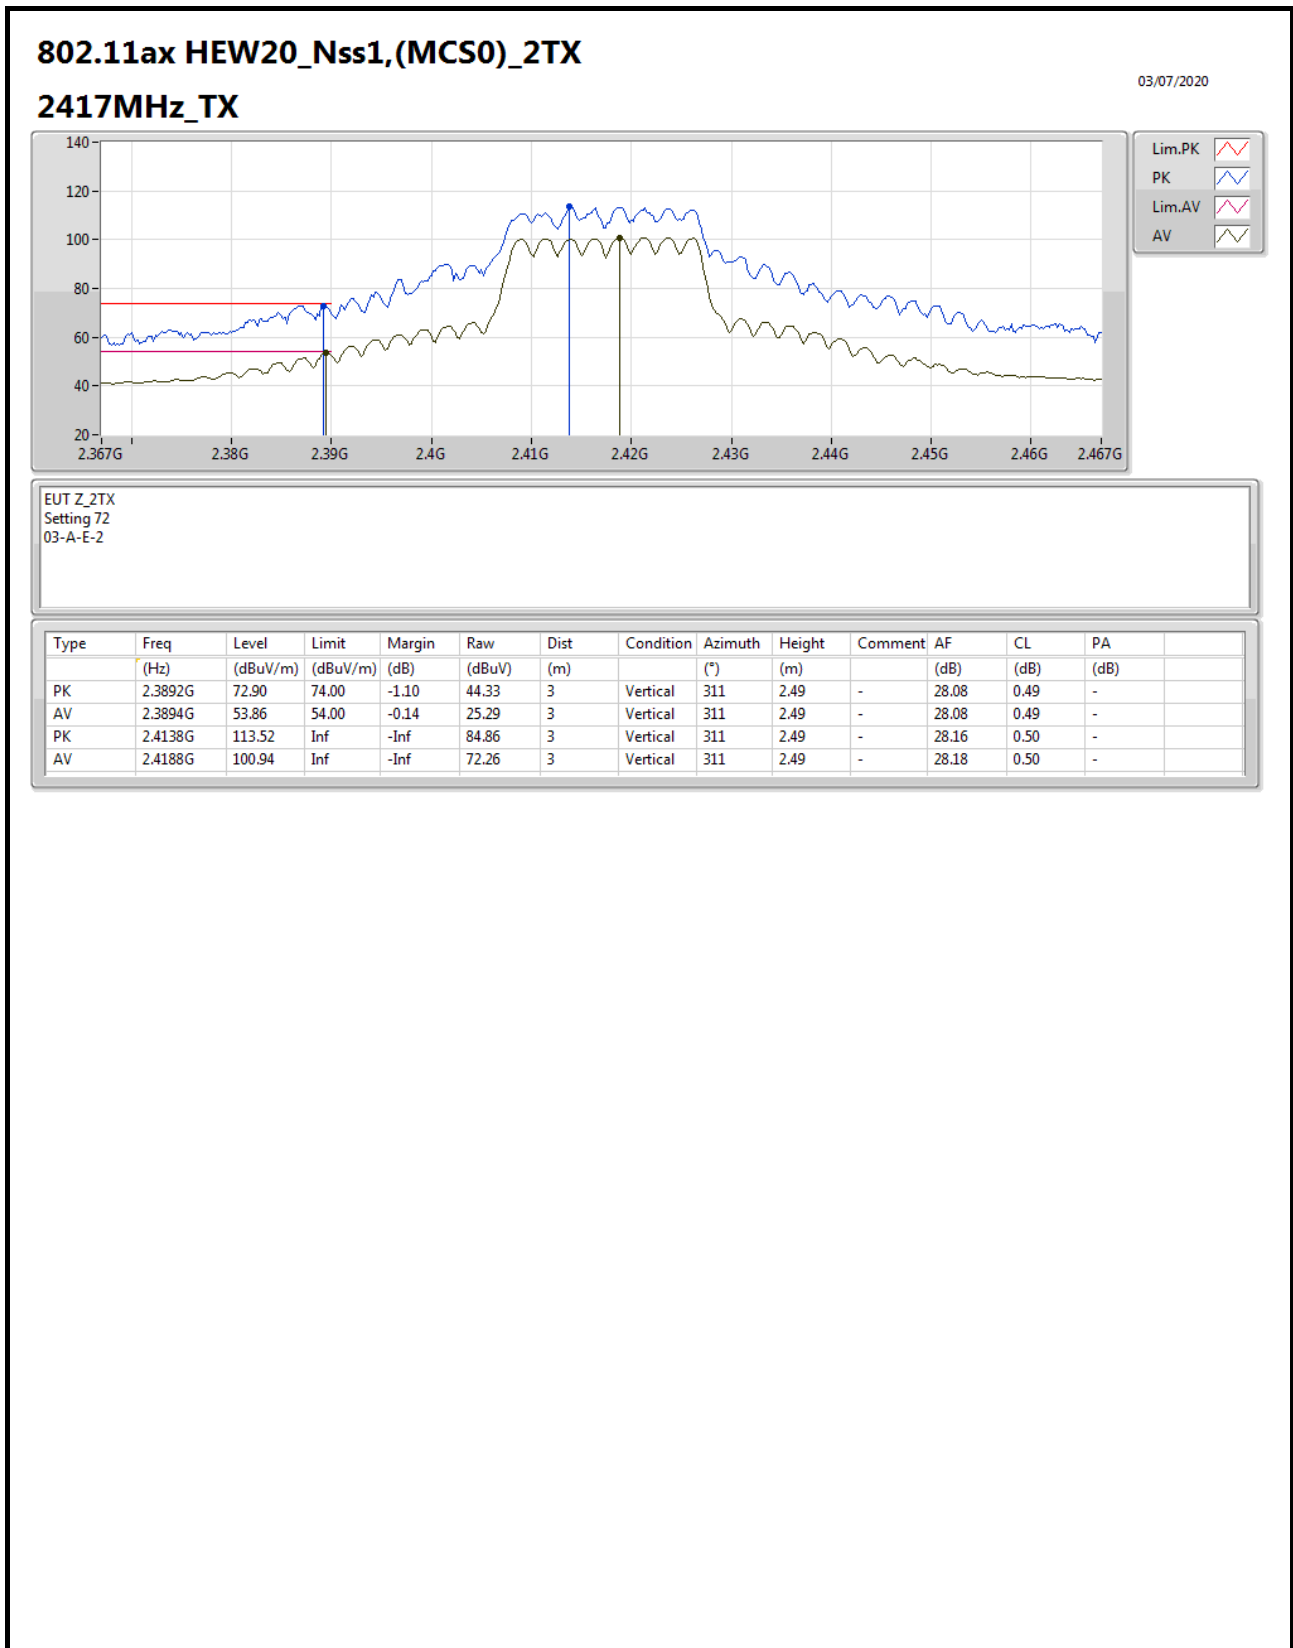 802.11ax HEW20_Nss1,(MCS0)_2TX
03/07/2020
2417MHz_TX
140
120
100
80
60
40
20
2.367G 2.38G 2.39G 2.4G 2.41G 2.42G 2.43G 2.44G 2.45G 2.46G 2.467G
Lim.PK
PK
Lim.AV
AV
EUT Z_2TX
Setting 72
03-A-E-2
Type Freq Level Limit Margin Raw Dist Condition Azimuth Height Comment AF CL PA
(Hz) (dBuV/m) (dBuV/m) (dB) (dBuV) (m) (°) (m) (dB) (dB) (dB)
PK 2.3892G 72.90 74.00 -1.10 44.33 3 Vertical 311 2.49 - 28.08 0.49 -
AV 2.3894G 53.86 54.00 -0.14 25.29 3 Vertical 311 2.49 - 28.08 0.49 -
PK 2.4138G 113.52 Inf -Inf 84.86 3 Vertical 311 2.49 - 28.16 0.50 -
AV 2.4188G 100.94 Inf -Inf 72.26 3 Vertical 311 2.49 - 28.18 0.50 -